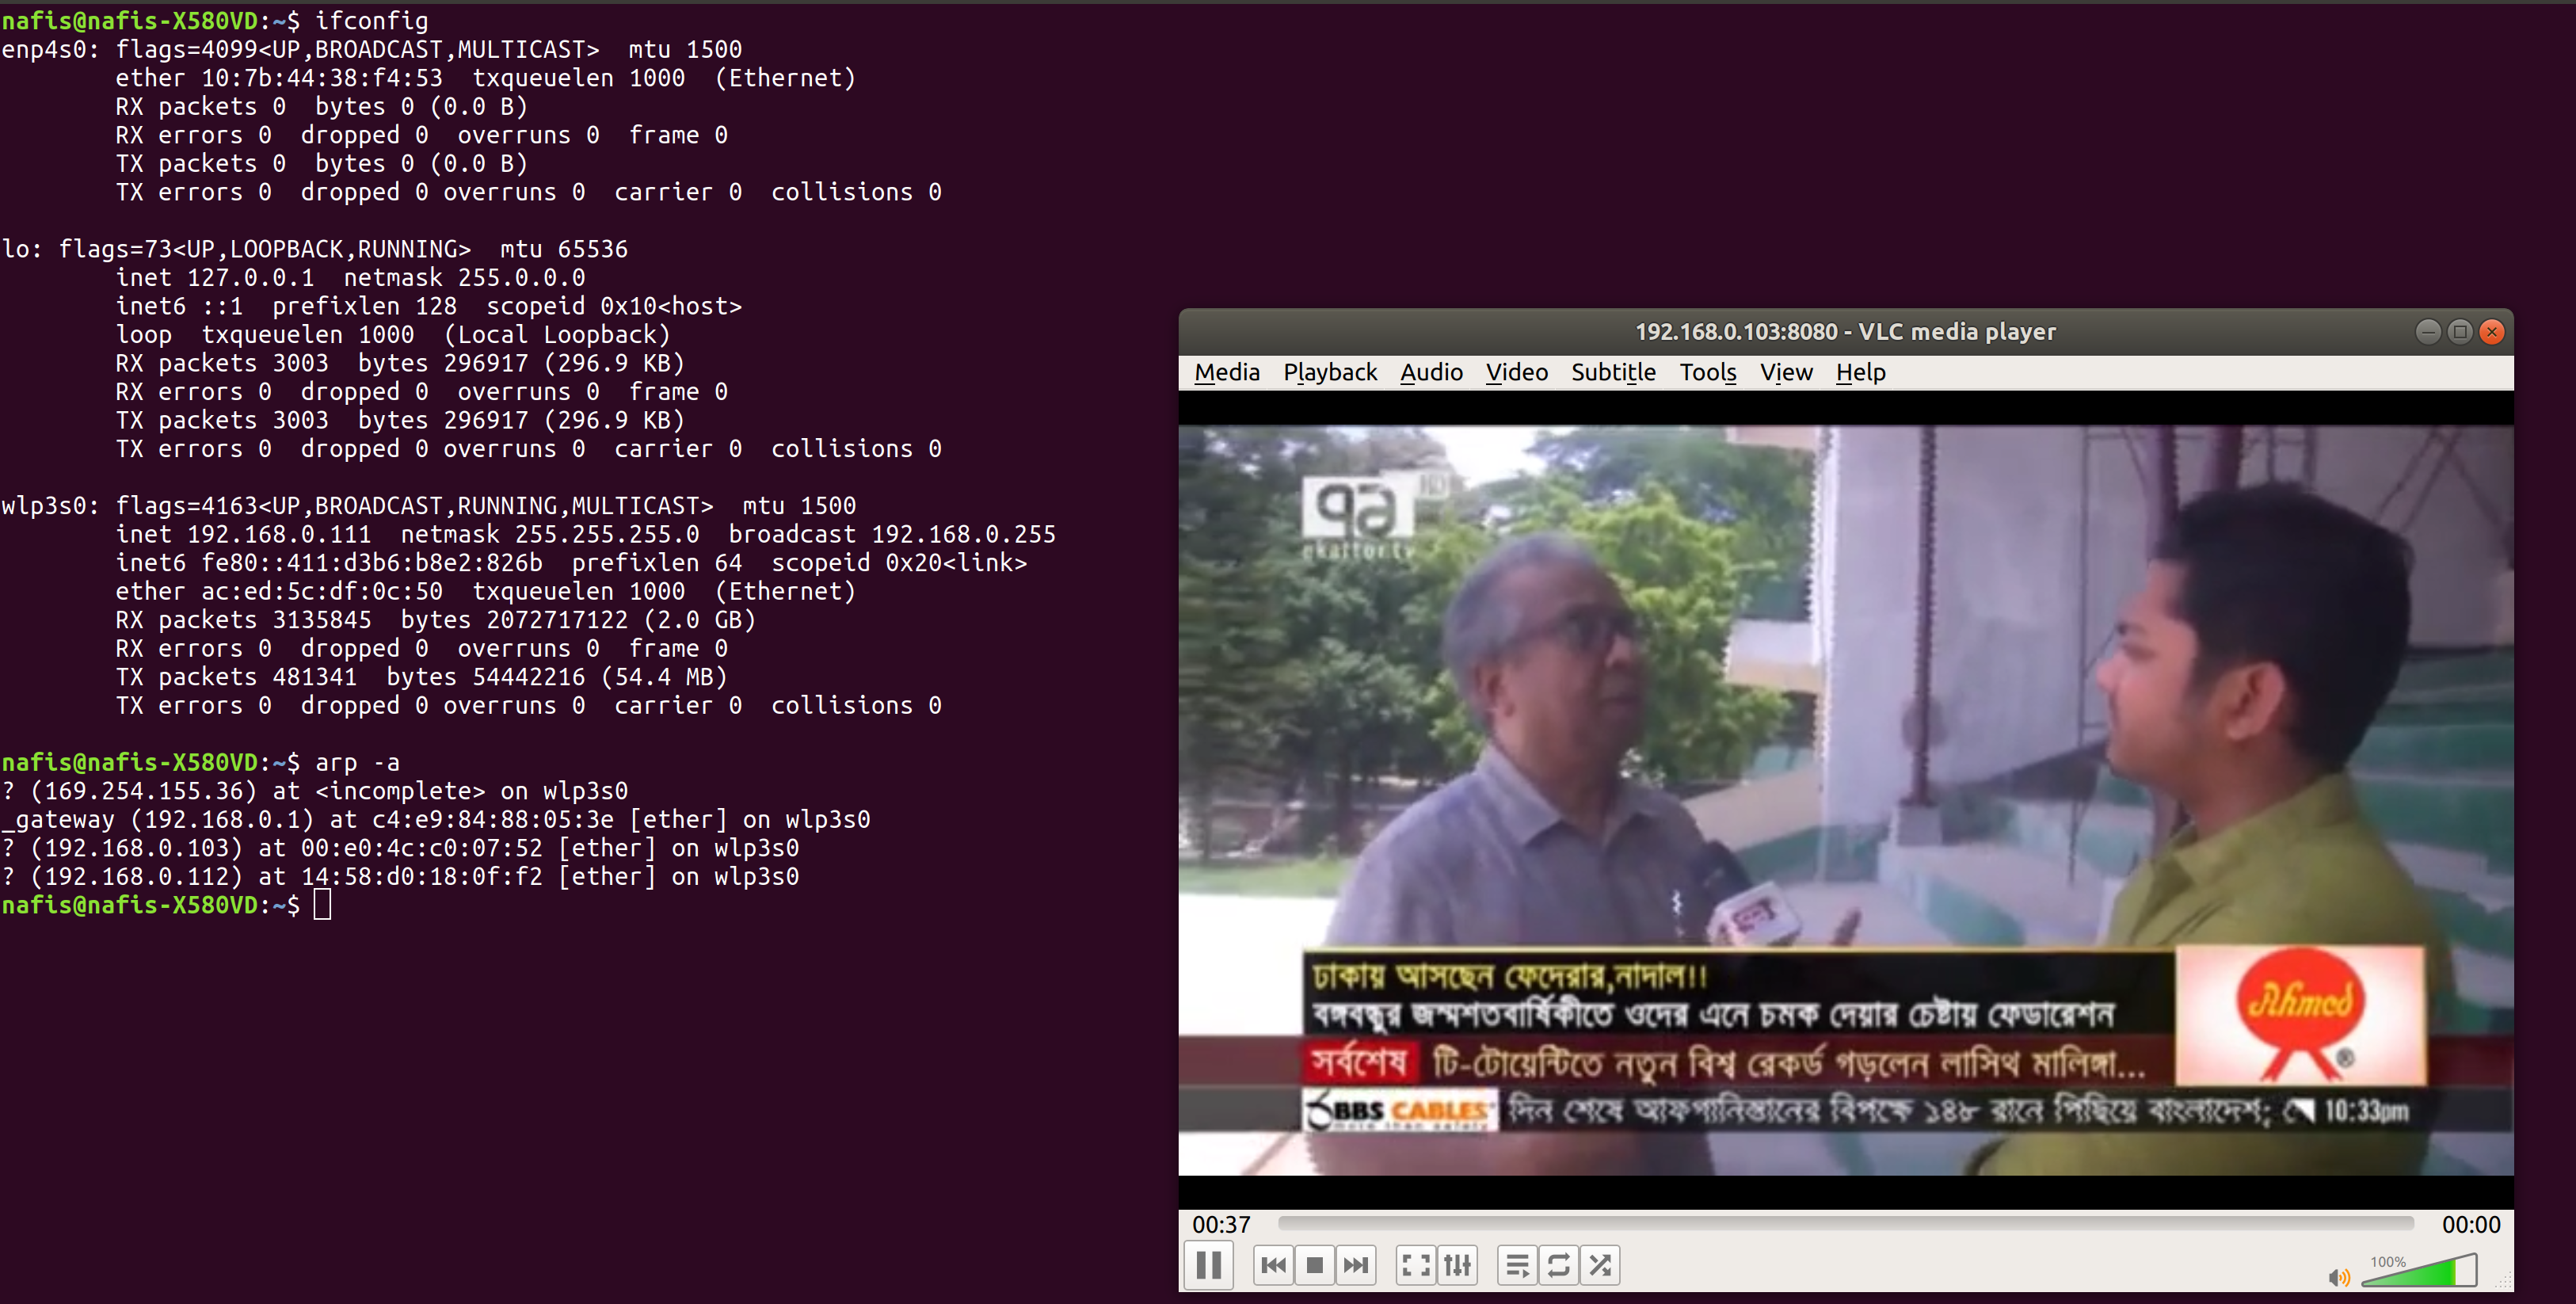 nafis@nafis-X580VD:~$ ifconfig
enp4s0: flags=4099<UP,BROADCAST,MULTICAST>  mtu 1500
        ether 10:7b:44:38:f4:53  txqueuelen 1000  (Ethernet)
        RX packets 0  bytes 0 (0.0 B)
        RX errors 0  dropped 0  overruns 0  frame 0
        TX packets 0  bytes 0 (0.0 B)
        TX errors 0  dropped 0 overruns 0  carrier 0  collisions 0
lo: flags=73<UP,LOOPBACK,RUNNING>  mtu 65536
        inet 127.0.0.1  netmask 255.0.0.0
        inet6 ::1  prefixlen 128  scopeid 0x10<host>
        loop  txqueuelen 1000  (Local Loopback)
        RX packets 3003  bytes 296917 (296.9 KB)
        RX errors 0  dropped 0  overruns 0  frame 0
        TX packets 3003  bytes 296917 (296.9 KB)
        TX errors 0  dropped 0 overruns 0  carrier 0  collisions 0
wlp3s0: flags=4163<UP,BROADCAST,RUNNING,MULTICAST>  mtu 1500
        inet 192.168.0.111  netmask 255.255.255.0  broadcast 192.168.0.255
        inet6 fe80::411:d3b6:b8e2:826b  prefixlen 64  scopeid 0x20<link>
        ether ac:ed:5c:df:0c:50  txqueuelen 1000  (Ethernet)
        RX packets 3135845  bytes 2072717122 (2.0 GB)
        RX errors 0  dropped 0  overruns 0  frame 0
        TX packets 481341  bytes 54442216 (54.4 MB)
        TX errors 0  dropped 0 overruns 0  carrier 0  collisions 0
nafis@nafis-X580VD:~$ arp -a
? (169.254.155.36) at <incomplete> on wlp3s0
_gateway (192.168.0.1) at c4:e9:84:88:05:3e [ether] on wlp3s0
? (192.168.0.103) at 00:e0:4c:c0:07:52 [ether] on wlp3s0
? (192.168.0.112) at 14:58:d0:18:0f:f2 [ether] on wlp3s0
nafis@nafis-X580VD:~$
192.168.0.103:8080 - VLC media player
Media Playback Audio Video Subtitle Tools View Help
৭১ HD
ekattor.tv
ঢাকায় আসছেন ফেদেরার,নাদাল!!
বঙ্গবন্ধুর জন্মশতবার্ষিকীতে ওদের এনে চমক দেয়ার চেষ্টায় ফেডারেশন
Ahmed ®
সর্বশেষ টি-টোয়েন্টিতে নতুন বিশ্ব রেকর্ড গড়লেন লাসিথ মালিঙ্গা...
BBS CABLES more than safety দিন শেষে আফগানিস্তানের বিপক্ষে ১৪৮ রানে পিছিয়ে বাংলাদেশ; 10:33pm
00:37 00:00
100%